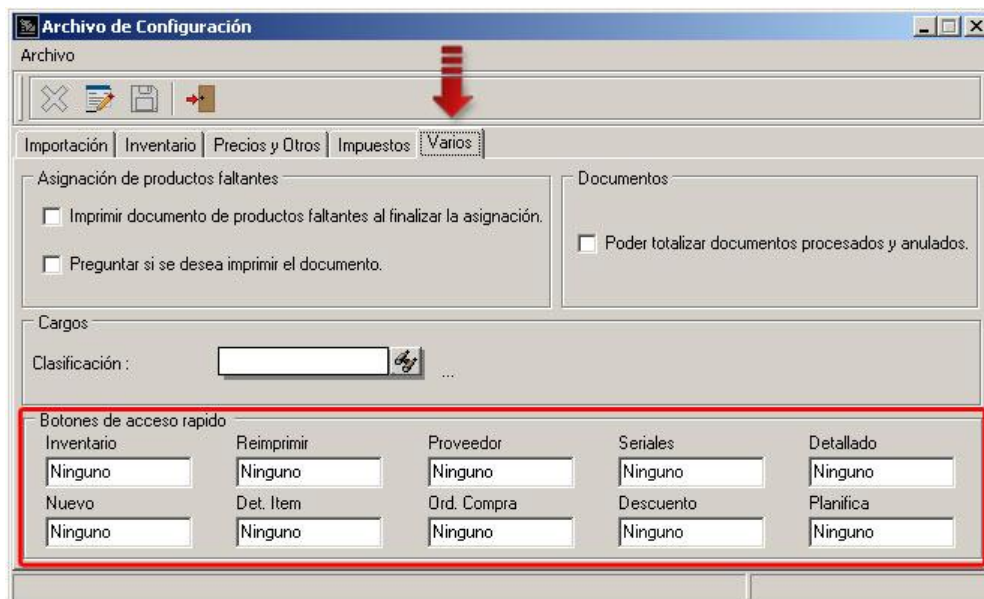 Archivo de Configuración
Archivo
Importación Inventario Precios y Otros Impuestos Varios
Asignación de productos faltantes
Imprimir documento de productos faltantes al finalizar la asignación.
Preguntar si se desea imprimir el documento.
Documentos
Poder totalizar documentos procesados y anulados.
Cargos
Clasificación :
...
Botones de acceso rapido
Inventario Reimprimir Proveedor Seriales Detallado
Ninguno Ninguno Ninguno Ninguno Ninguno
Nuevo Det. Item Ord. Compra Descuento Planifica
Ninguno Ninguno Ninguno Ninguno Ninguno